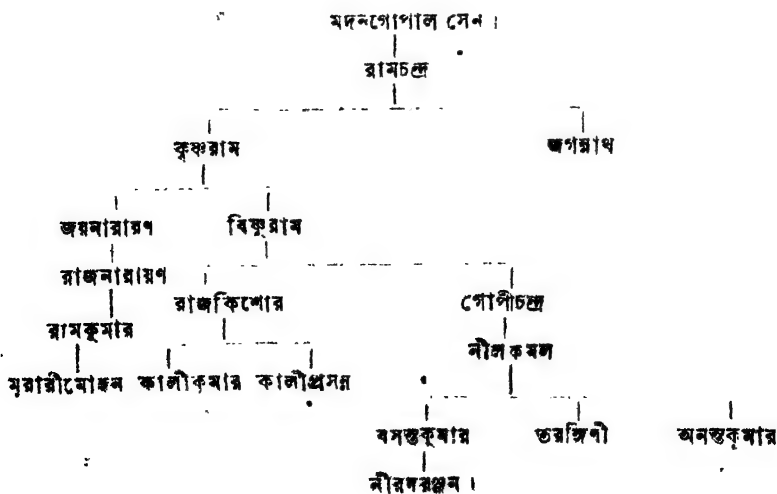 মদনগোপাল সেন ।
রামচন্দ্র
কৃষ্ণরাম জগন্নাথ
জয়নারায়ণ বিষ্ণুরাম
রাজনারায়ণ
রাজকিশোর গোপীচন্দ্র
রামকুমার
নীলকমল
মুরারীমোহন কালীকুমার কালীপ্রসন্ন
বসন্তকুমার তরঙ্গিণী অনন্তকুমার
নীরদরঞ্জন ।